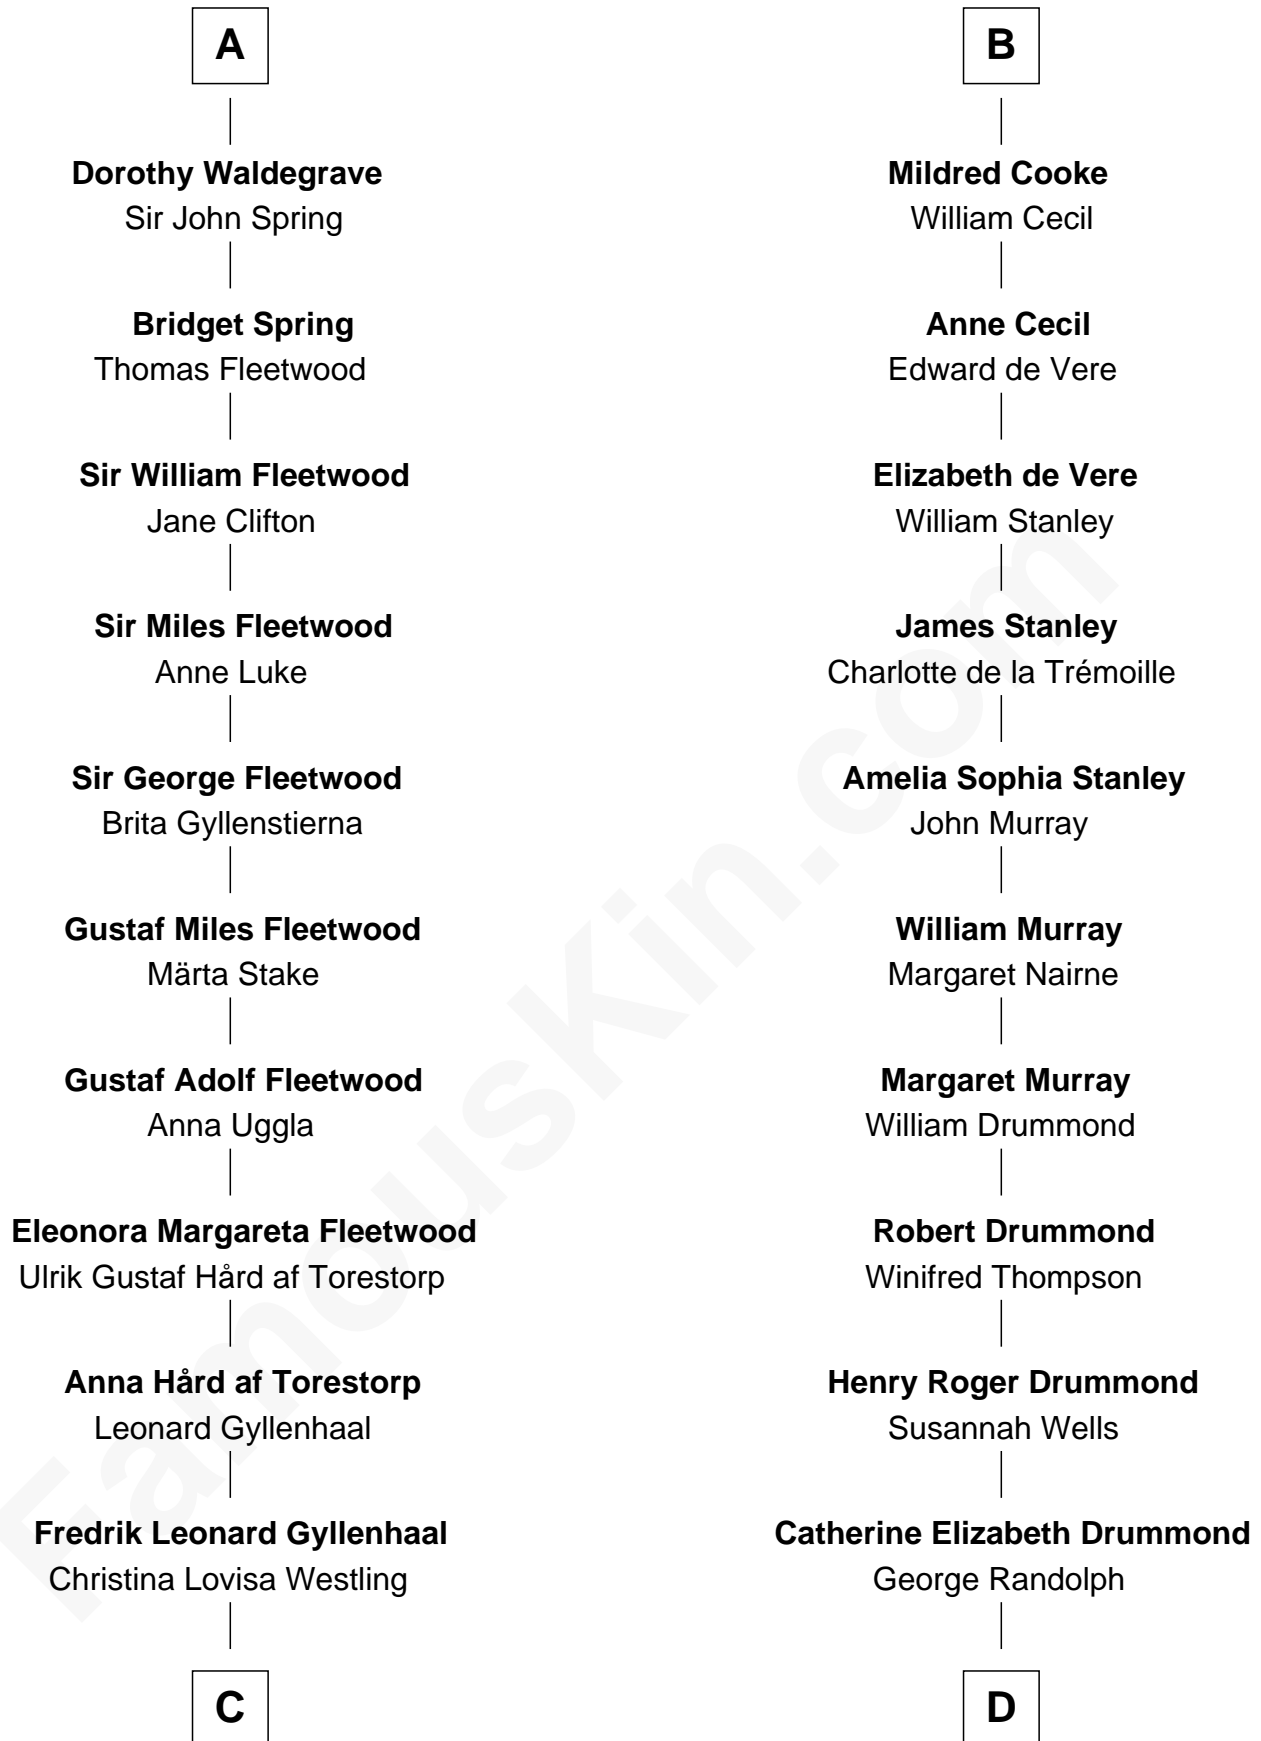 A
Dorothy Waldegrave
Sir John Spring
Bridget Spring
Thomas Fleetwood
Sir William Fleetwood
Jane Clifton
Sir Miles Fleetwood
Anne Luke
Sir George Fleetwood
Brita Gyllenstierna
Gustaf Miles Fleetwood
Märta Stake
Gustaf Adolf Fleetwood
Anna Uggla
Eleonora Margareta Fleetwood
Ulrik Gustaf Hård af Torestorp
Anna Hård af Torestorp
Leonard Gyllenhaal
Fredrik Leonard Gyllenhaal
Christina Lovisa Westling
C
B
Mildred Cooke
William Cecil
Anne Cecil
Edward de Vere
Elizabeth de Vere
William Stanley
James Stanley
Charlotte de la Trémoille
Amelia Sophia Stanley
John Murray
William Murray
Margaret Nairne
Margaret Murray
William Drummond
Robert Drummond
Winifred Thompson
Henry Roger Drummond
Susannah Wells
Catherine Elizabeth Drummond
George Randolph
D
FamousKin.com